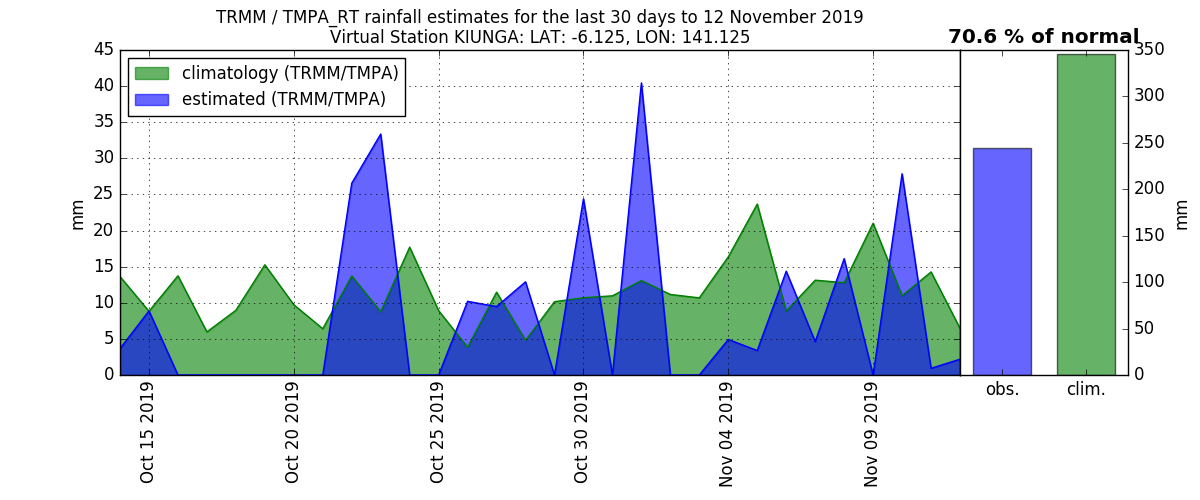 TRMM / TMPA_RT rainfall estimates for the last 30 days to 12 November 2019
Virtual Station KIUNGA: LAT: -6.125, LON: 141.125
70.6 % of normal
climatology (TRMM/TMPA)
estimated (TRMM/TMPA)
45
40
35
30
25
20
15
10
5
0
mm
350
300
250
200
150
100
50
0
mm
Oct 15 2019
Oct 20 2019
Oct 25 2019
Oct 30 2019
Nov 04 2019
Nov 09 2019
obs.
clim.